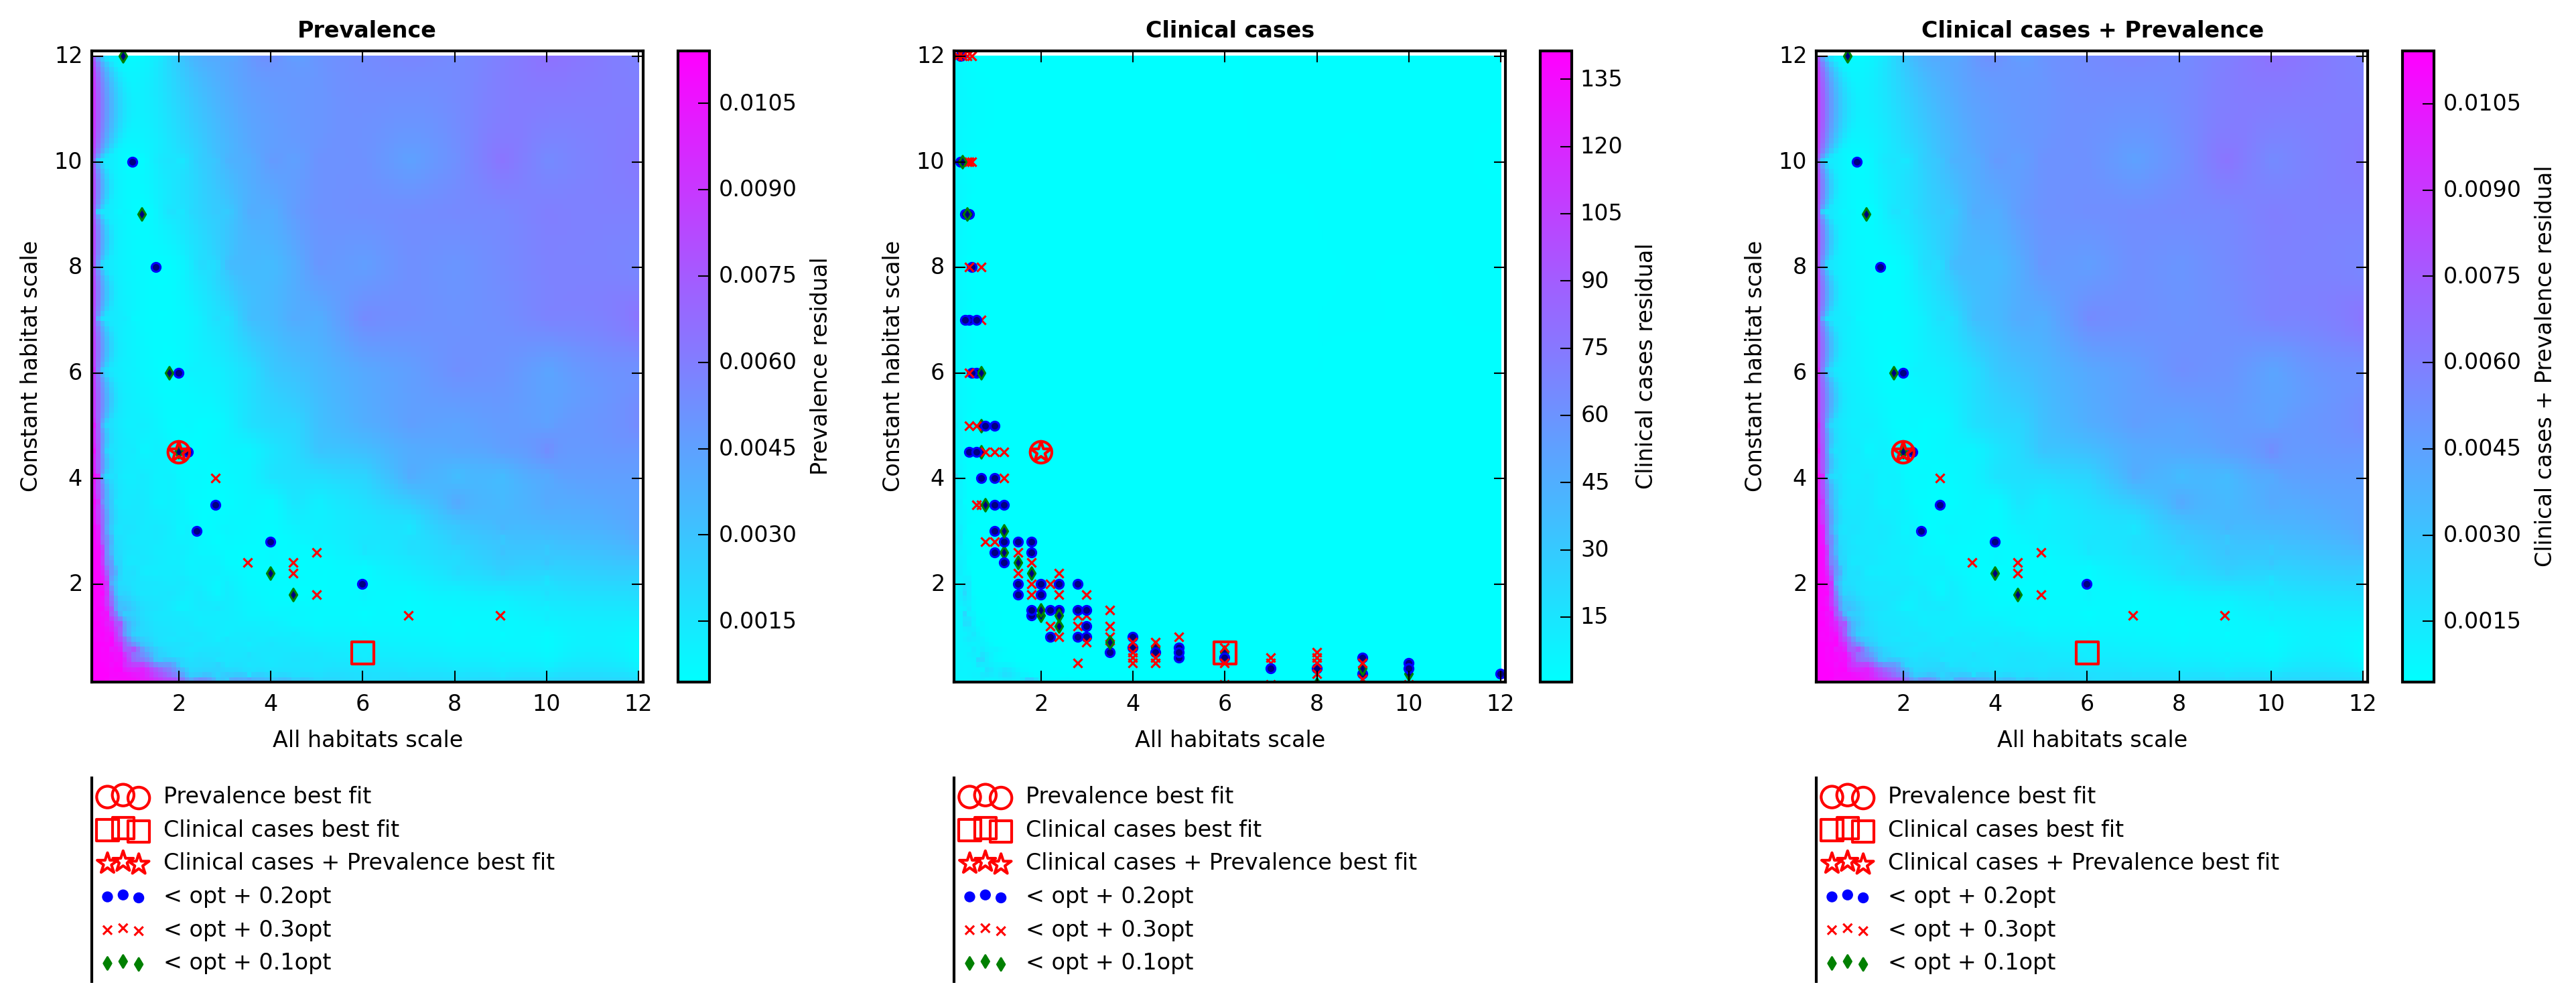 Prevalence
12
10
8
6
4
2
Constant habitat scale
2 4 6 8 10 12
All habitats scale
0.0105
0.0090
0.0075
0.0060
0.0045
0.0030
0.0015
Prevalence residual
Prevalence best fit
Clinical cases best fit
Clinical cases + Prevalence best fit
< opt + 0.2opt
< opt + 0.3opt
< opt + 0.1opt
Clinical cases
12
10
8
6
4
2
Constant habitat scale
2 4 6 8 10 12
All habitats scale
135
120
105
90
75
60
45
30
15
Clinical cases residual
Prevalence best fit
Clinical cases best fit
Clinical cases + Prevalence best fit
< opt + 0.2opt
< opt + 0.3opt
< opt + 0.1opt
Clinical cases + Prevalence
12
10
8
6
4
2
Constant habitat scale
2 4 6 8 10 12
All habitats scale
0.0105
0.0090
0.0075
0.0060
0.0045
0.0030
0.0015
Clinical cases + Prevalence residual
Prevalence best fit
Clinical cases best fit
Clinical cases + Prevalence best fit
< opt + 0.2opt
< opt + 0.3opt
< opt + 0.1opt